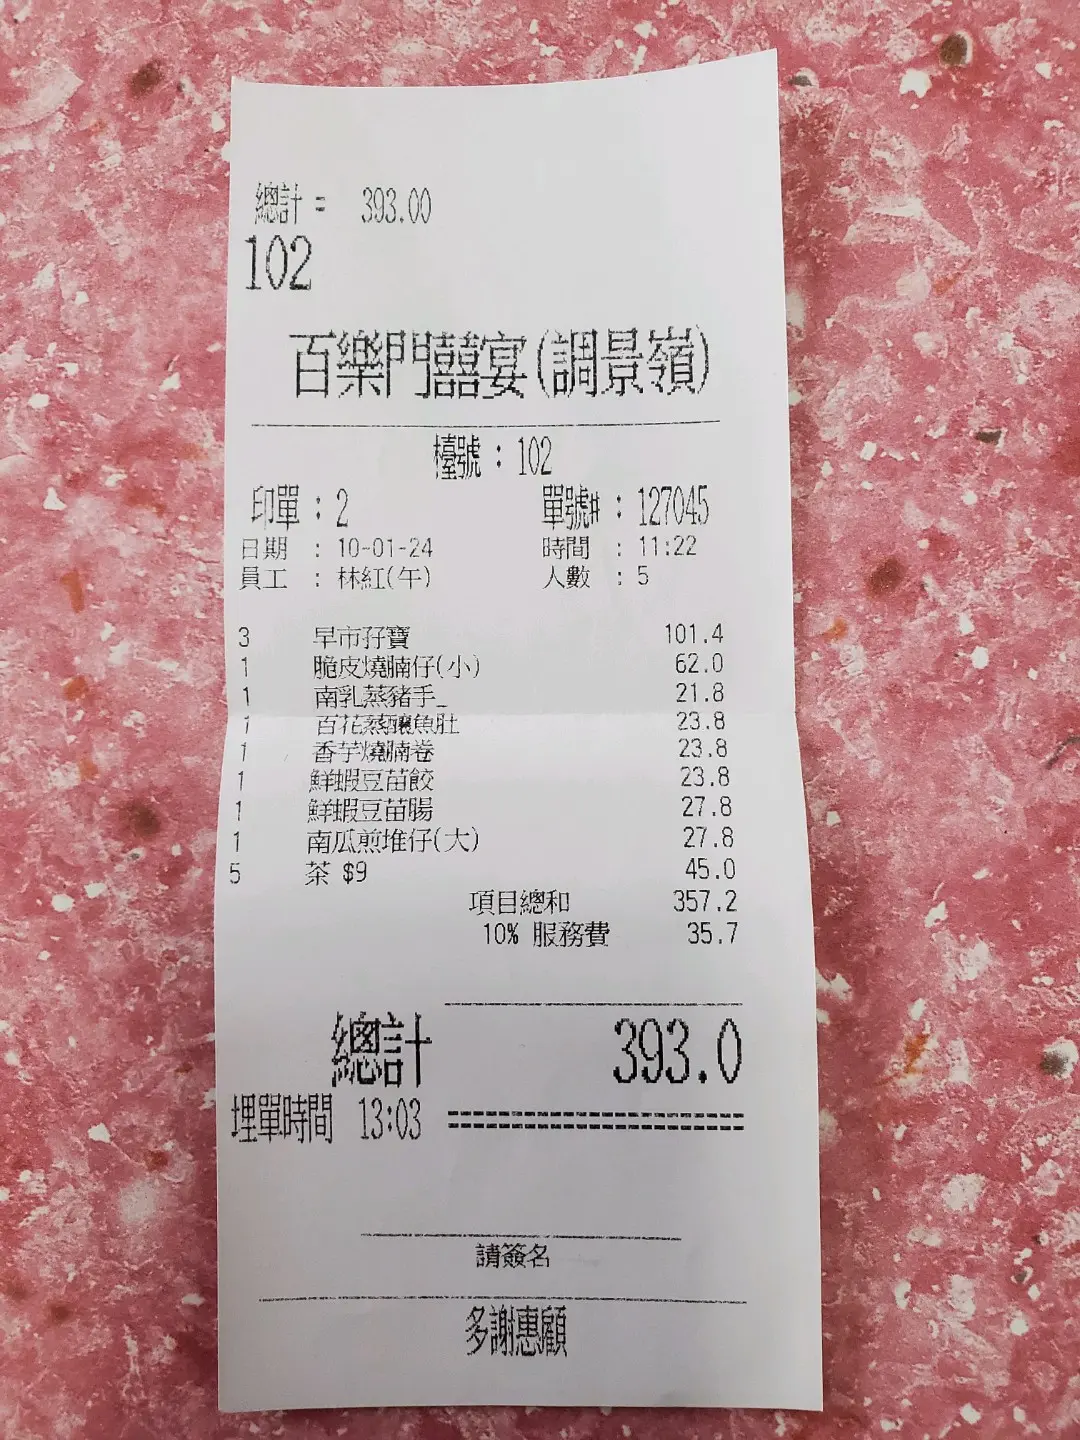 總計 = 393.00
102
百樂門囍宴(調景嶺)
檯號 : 102
印單 : 2 單號# : 127045
日期 : 10-01-24 時間 : 11:22
員工 : 林紅(午) 人數 : 5
3 早市孖寶 101.4
1 脆皮燒腩仔(小) 62.0
1 南乳蒸豬手_ 21.8
1 百花蒸釀魚肚 23.8
1 香芋燒腩卷 23.8
1 鮮蝦豆苗餃 23.8
1 鮮蝦豆苗腸 27.8
1 南瓜煎堆仔(大) 27.8
5 茶 $9 45.0
項目總和 357.2
10% 服務費 35.7
總計 393.0
埋單時間 13:03 ========================
請簽名
多謝惠顧